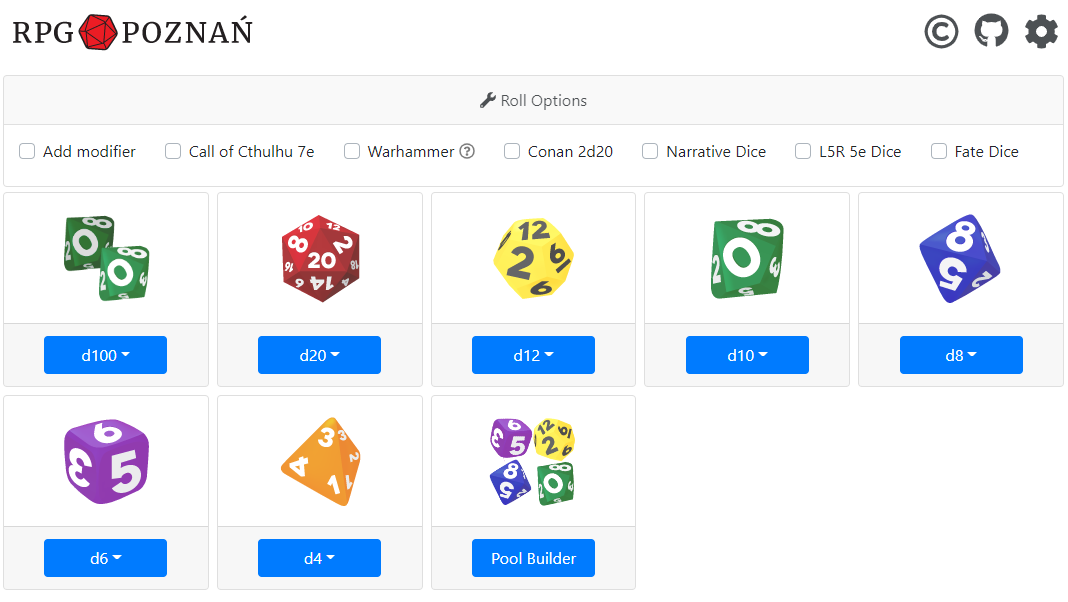 RPG POZNAŃ
Roll Options
Add modifier Call of Cthulhu 7e Warhammer Conan 2d20 Narrative Dice L5R 5e Dice Fate Dice
d100 d20 d12 d10 d8
d6 d4 Pool Builder